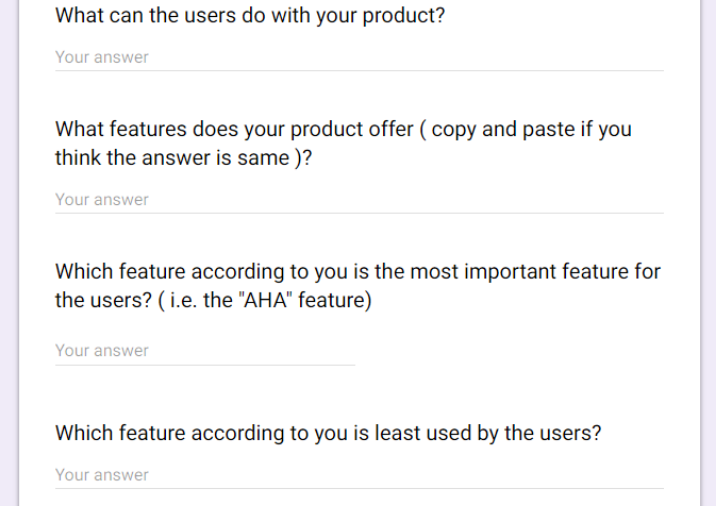 What can the users do with your product?
Your answer
What features does your product offer ( copy and paste if you
think the answer is same )?
Your answer
Which feature according to you is the most important feature for
the users? ( i.e. the "AHA" feature)
Your answer
Which feature according to you is least used by the users?
Your answer